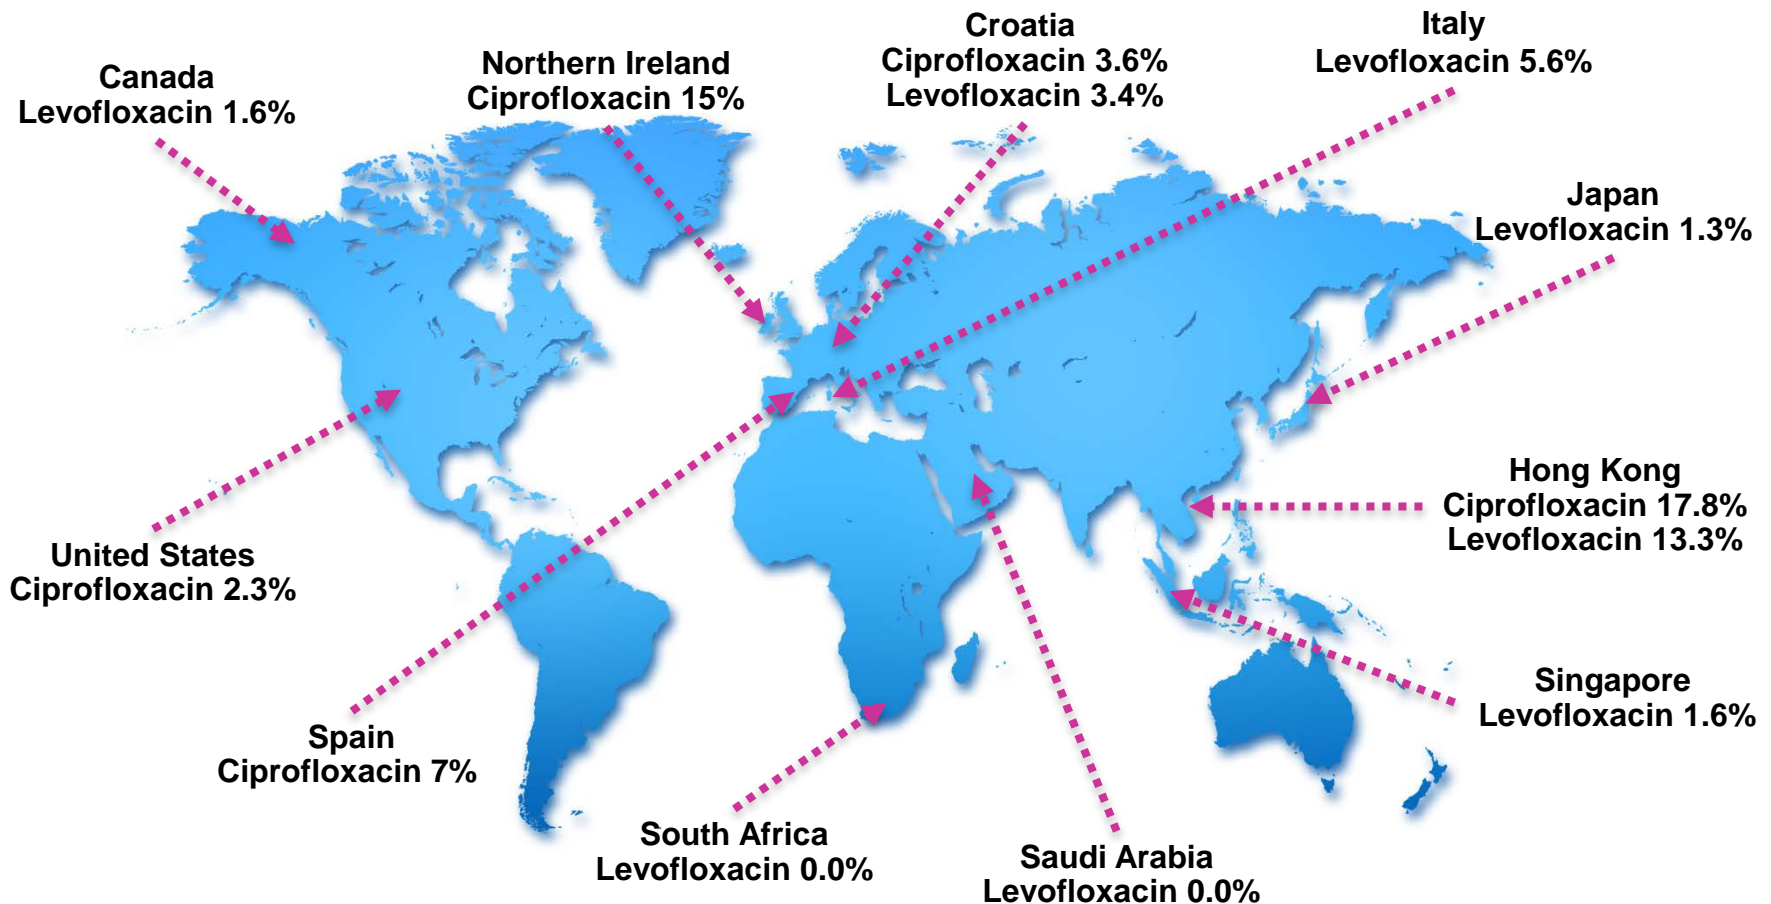 Canada
Levofloxacin 1.6%
Northern Ireland
Ciprofloxacin 15%
Croatia
Ciprofloxacin 3.6%
Levofloxacin 3.4%
Italy
Levofloxacin 5.6%
Japan
Levofloxacin 1.3%
Hong Kong
Ciprofloxacin 17.8%
Levofloxacin 13.3%
United States
Ciprofloxacin 2.3%
Singapore
Levofloxacin 1.6%
Spain
Ciprofloxacin 7%
South Africa
Levofloxacin 0.0%
Saudi Arabia
Levofloxacin 0.0%